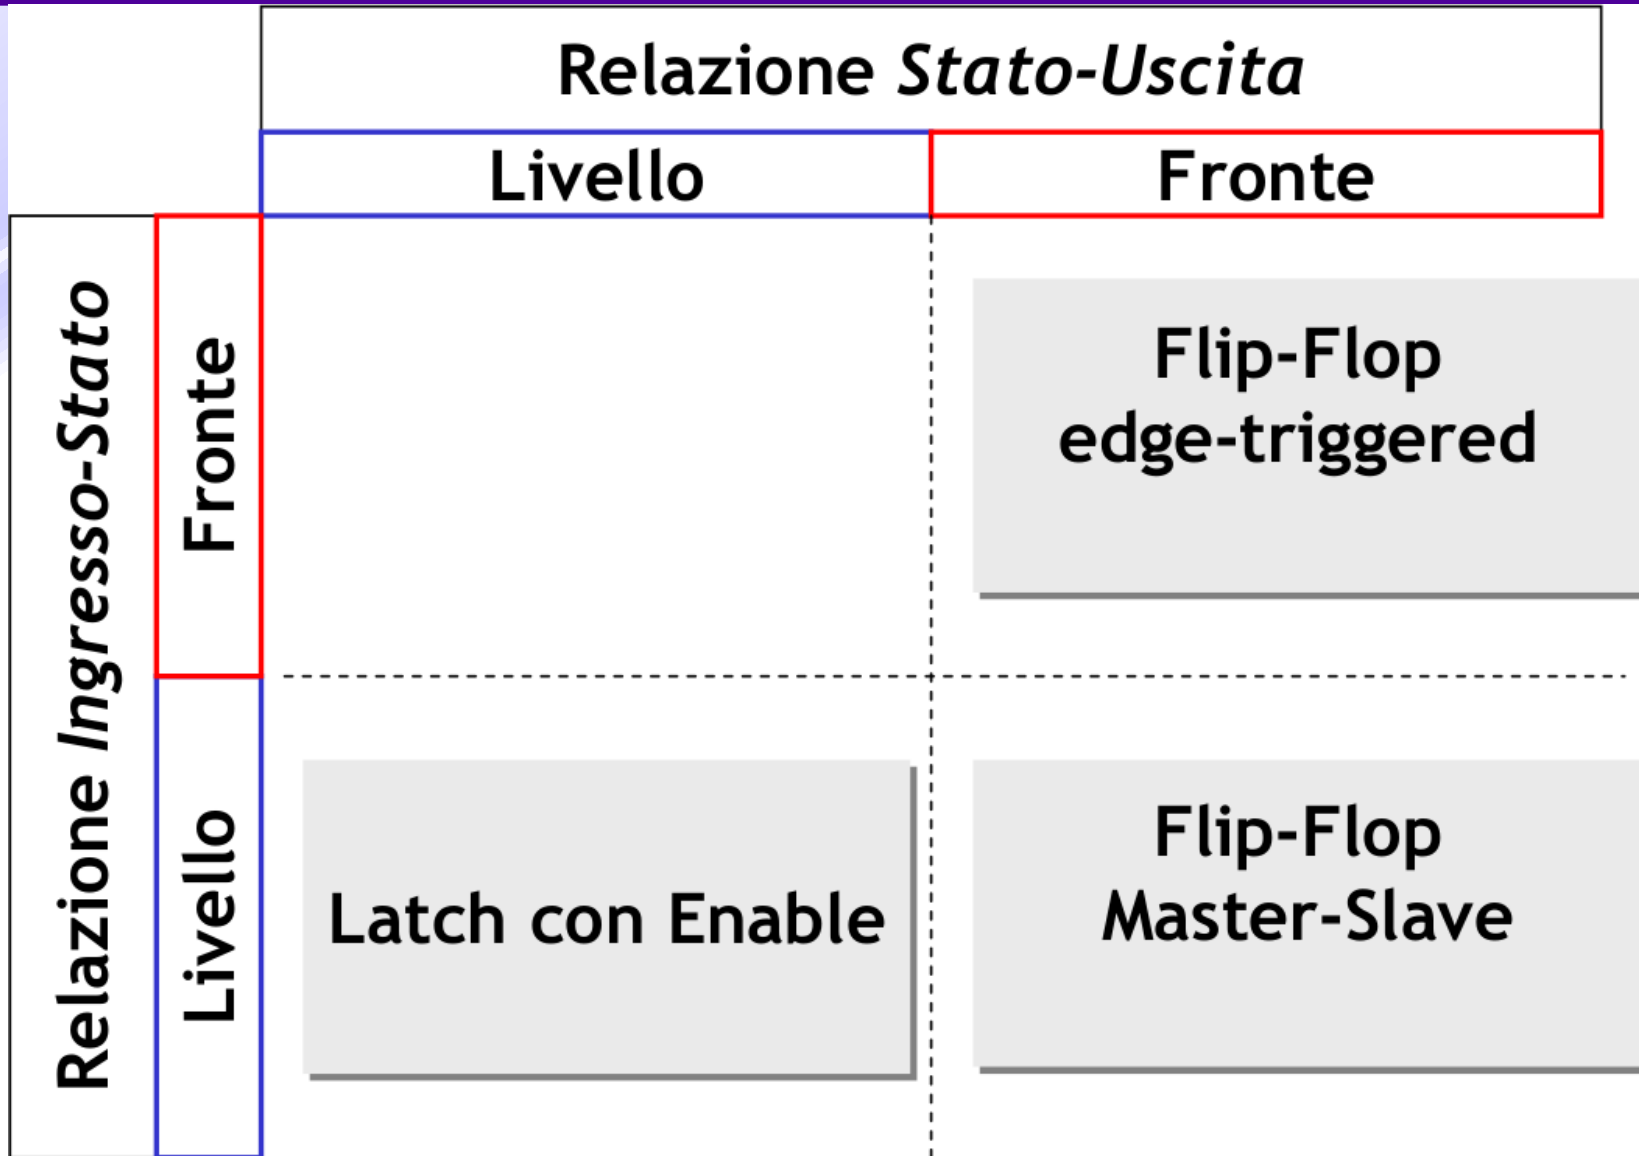 Relazione Stato-Uscita
Livello
Fronte
Relazione Ingresso-Stato
Fronte
Flip-Flop
edge-triggered
Livello
Latch con Enable
Flip-Flop
Master-Slave